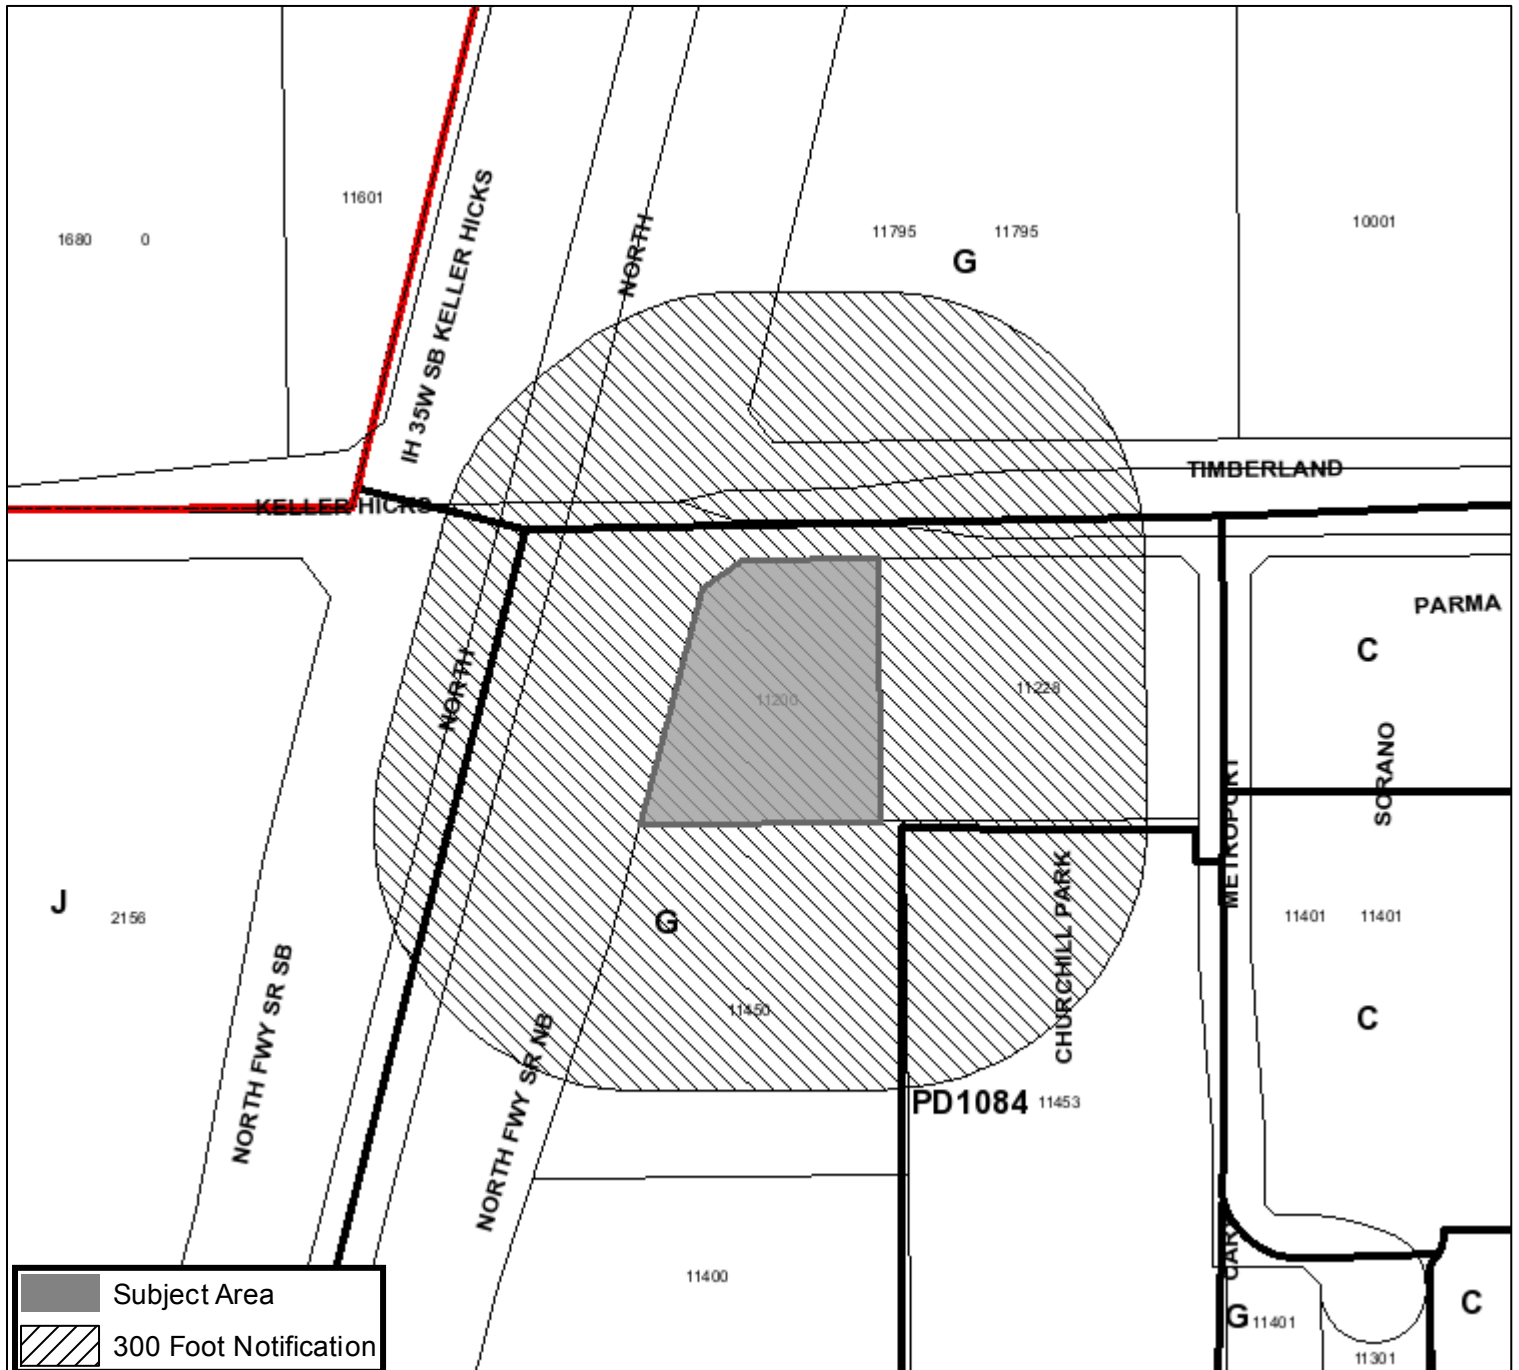 11601
1680
0
IH 35W SB KELLER HICKS
NORTH
11795
11795
G
10001
KELLER HICKS
TIMBERLAND
PARMA
C
NORTH
11200
11228
SORANO
METROPORT
J
2156
G
11450
CHURCHILL PARK
11401
11401
C
NORTH FWY SR SB
NORTH FWY SR NB
PD1084
11453
11400
G
11401
C
11301
Subject Area
300 Foot Notification